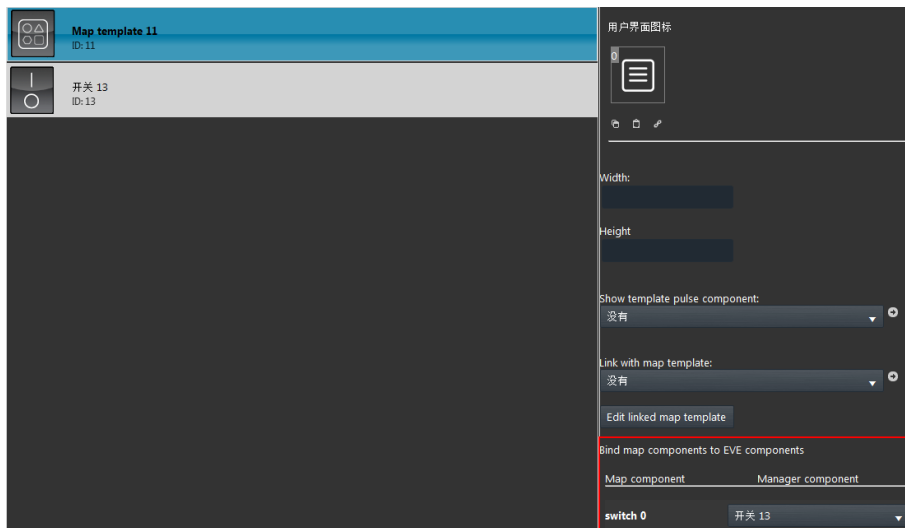 Map template 11
ID: 11
开关 13
ID: 13
用户界面图标
0
Width:
Height
Show template pulse component:
没有
Link with map template:
没有
Edit linked map template
Bind map components to EVE components
Map component Manager component
switch 0 开关 13